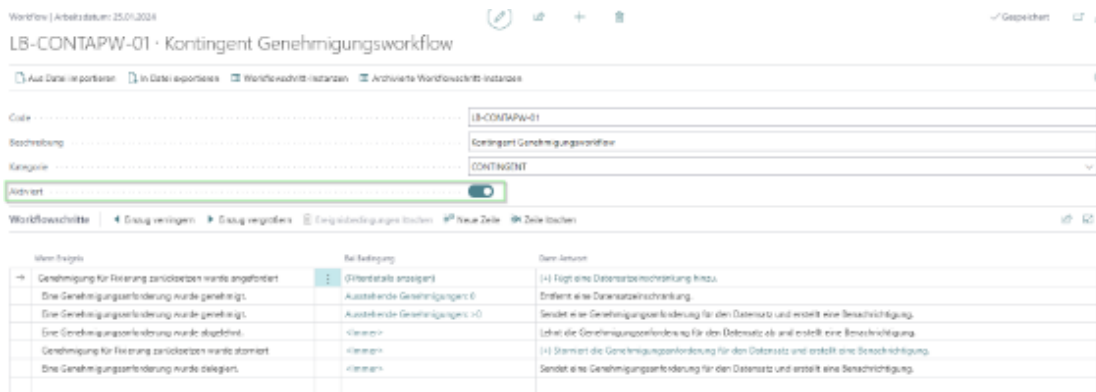 Workflow | Arbeitsdatum: 25.01.2024
Gespeichert
LB-CONTAPW-01 · Kontingent Genehmigungsworkflow
Aus Datei importieren In Datei exportieren Workflowschritt-Instanzen Archivierte Workflowschritt-Instanzen
Code LB-CONTAPW-01
Beschreibung Kontingent Genehmigungsworkflow
Kategorie CONTINGENT
Aktiviert
Workflowschritte Einzug verringern Einzug vergrößern Ereignisbedingungen löschen Neue Zeile Zeile löschen
Wenn Ereignis Bei Bedingung Dann Antwort
Genehmigung für Fixierung zurücksetzen wurde angefordert (Filterdetails anzeigen) (+) Fügt eine Datensatzeinschränkung hinzu.
Eine Genehmigungsanforderung wurde genehmigt. Ausstehende Genehmigungen: 0 Entfernt eine Datensatzeinschränkung.
Eine Genehmigungsanforderung wurde genehmigt. Ausstehende Genehmigungen: >0 Sendet eine Genehmigungsanforderung für den Datensatz und erstellt eine Benachrichtigung.
Eine Genehmigungsanforderung wurde abgelehnt. <Immer> Lehnt die Genehmigungsanforderung für den Datensatz ab und erstellt eine Benachrichtigung.
Genehmigung für Fixierung zurücksetzen wurde storniert <Immer> (+) Storniert die Genehmigungsanforderung für den Datensatz und erstellt eine Benachrichtigung.
Eine Genehmigungsanforderung wurde delegiert. <Immer> Sendet eine Genehmigungsanforderung für den Datensatz und erstellt eine Benachrichtigung.